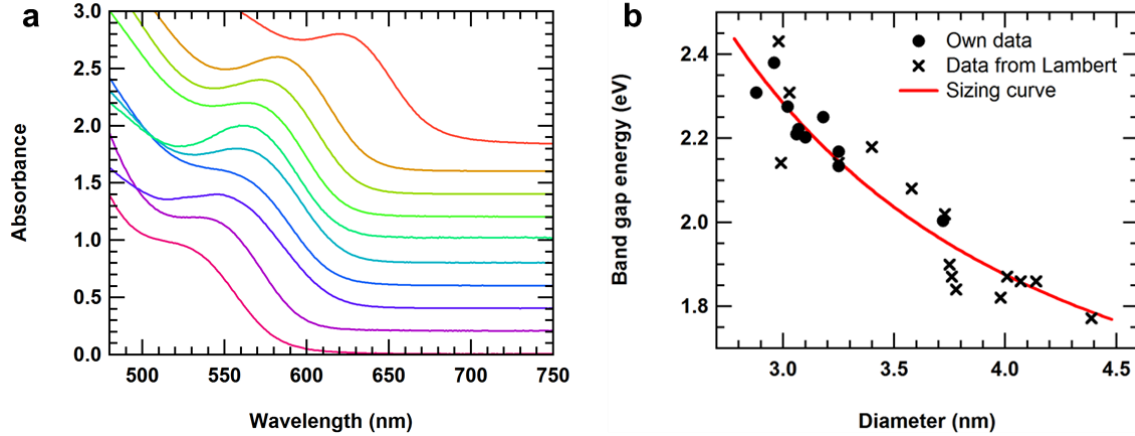 a
3.0
2.5
2.0
1.5
1.0
0.5
0.0
Absorbance
500 550 600 650 700 750
Wavelength (nm)
b
2.4
2.2
2.0
1.8
Band gap energy (eV)
Own data
Data from Lambert
Sizing curve
3.0 3.5 4.0 4.5
Diameter (nm)